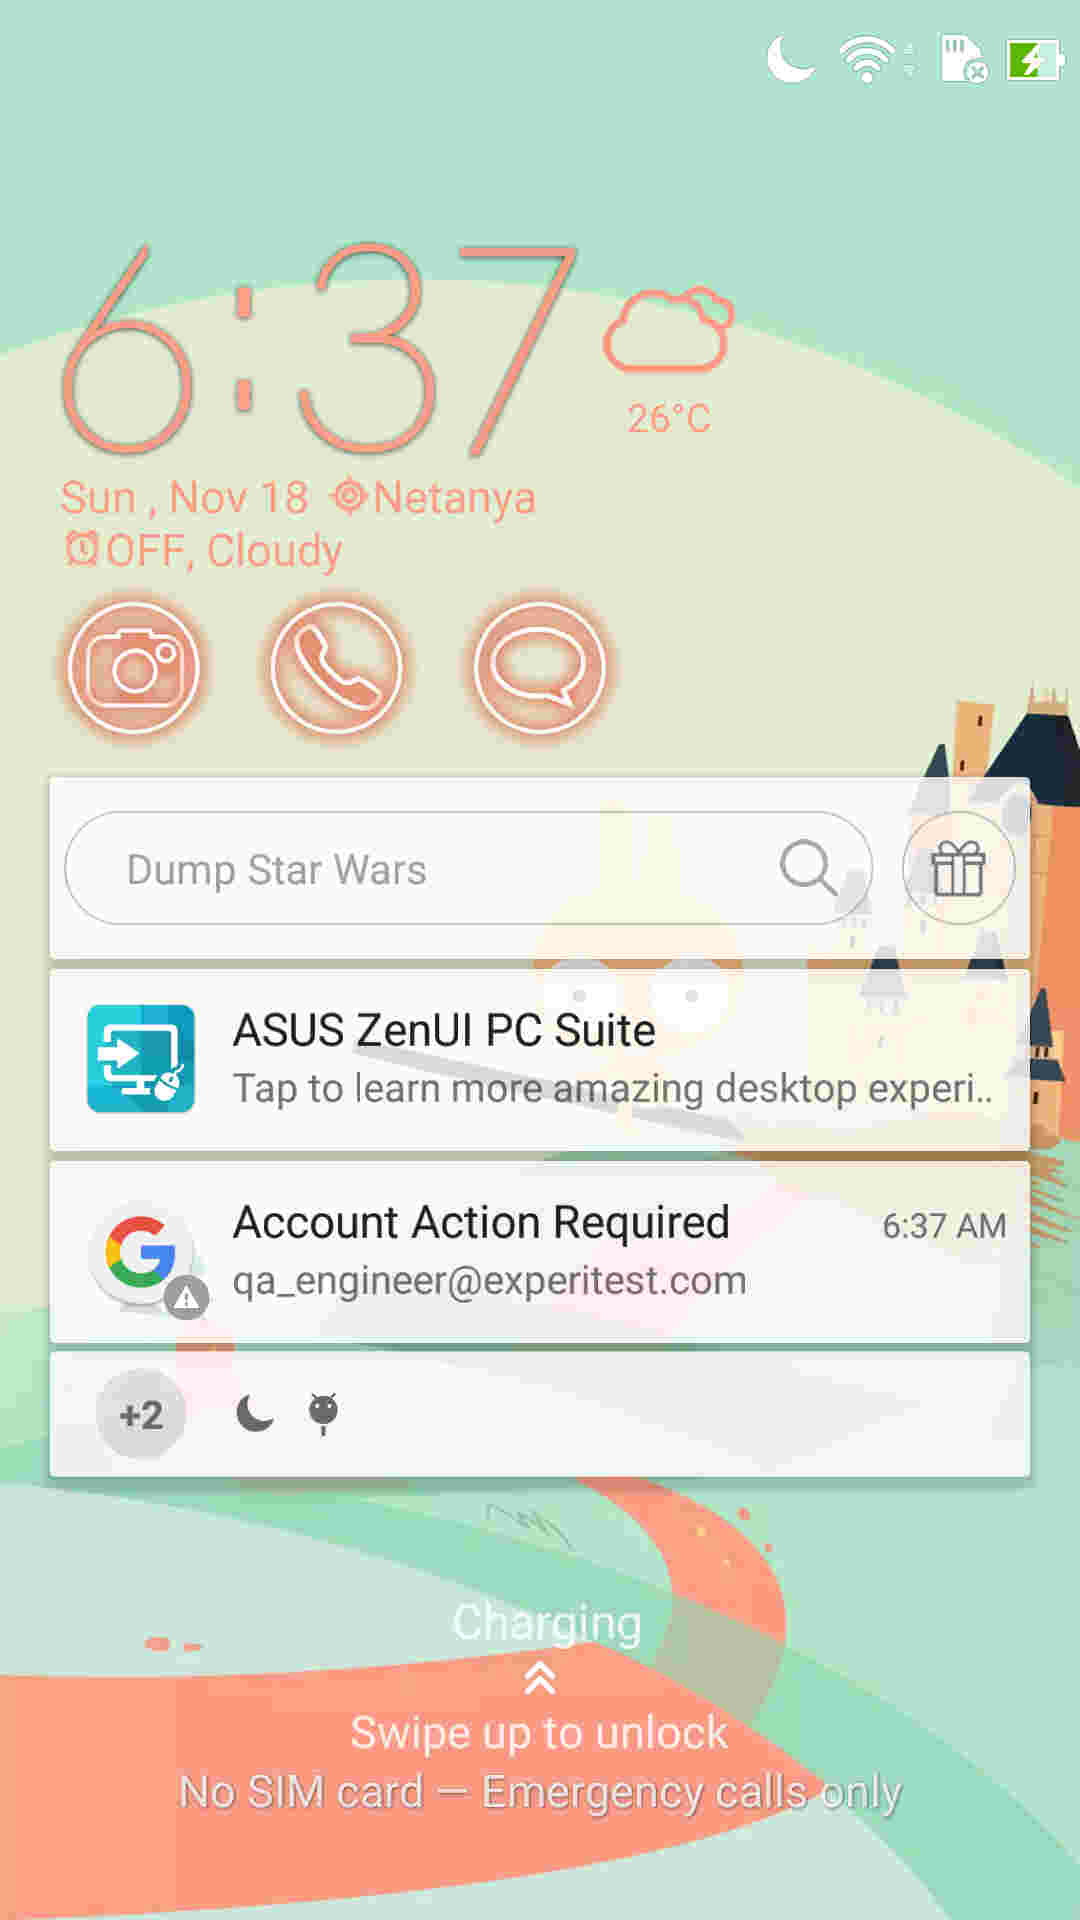 6:37
26°C
Sun , Nov 18 Netanya
OFF, Cloudy
Dump Star Wars
ASUS ZenUI PC Suite
Tap to learn more amazing desktop experi..
Account Action Required 6:37 AM
qa_engineer@experitest.com
+2
Charging
Swipe up to unlock
No SIM card — Emergency calls only